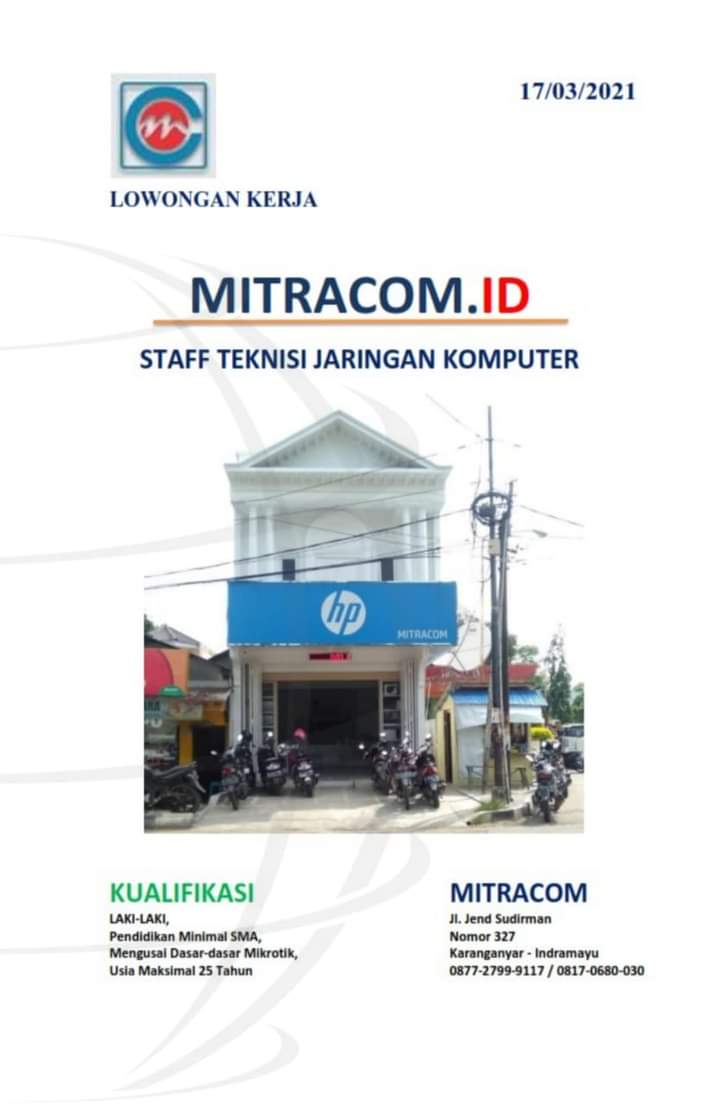 17/03/2021
LOWONGAN KERJA
MITRACOM.ID
STAFF TEKNISI JARINGAN KOMPUTER
hp
MITRACOM
KUALIFIKASI
LAKI-LAKI,
Pendidikan Minimal SMA,
Mengusai Dasar-dasar Mikrotik,
Usia Maksimal 25 Tahun
MITRACOM
Jl. Jend Sudirman
Nomor 327
Karanganyar - Indramayu
0877-2799-9117 / 0817-0680-030